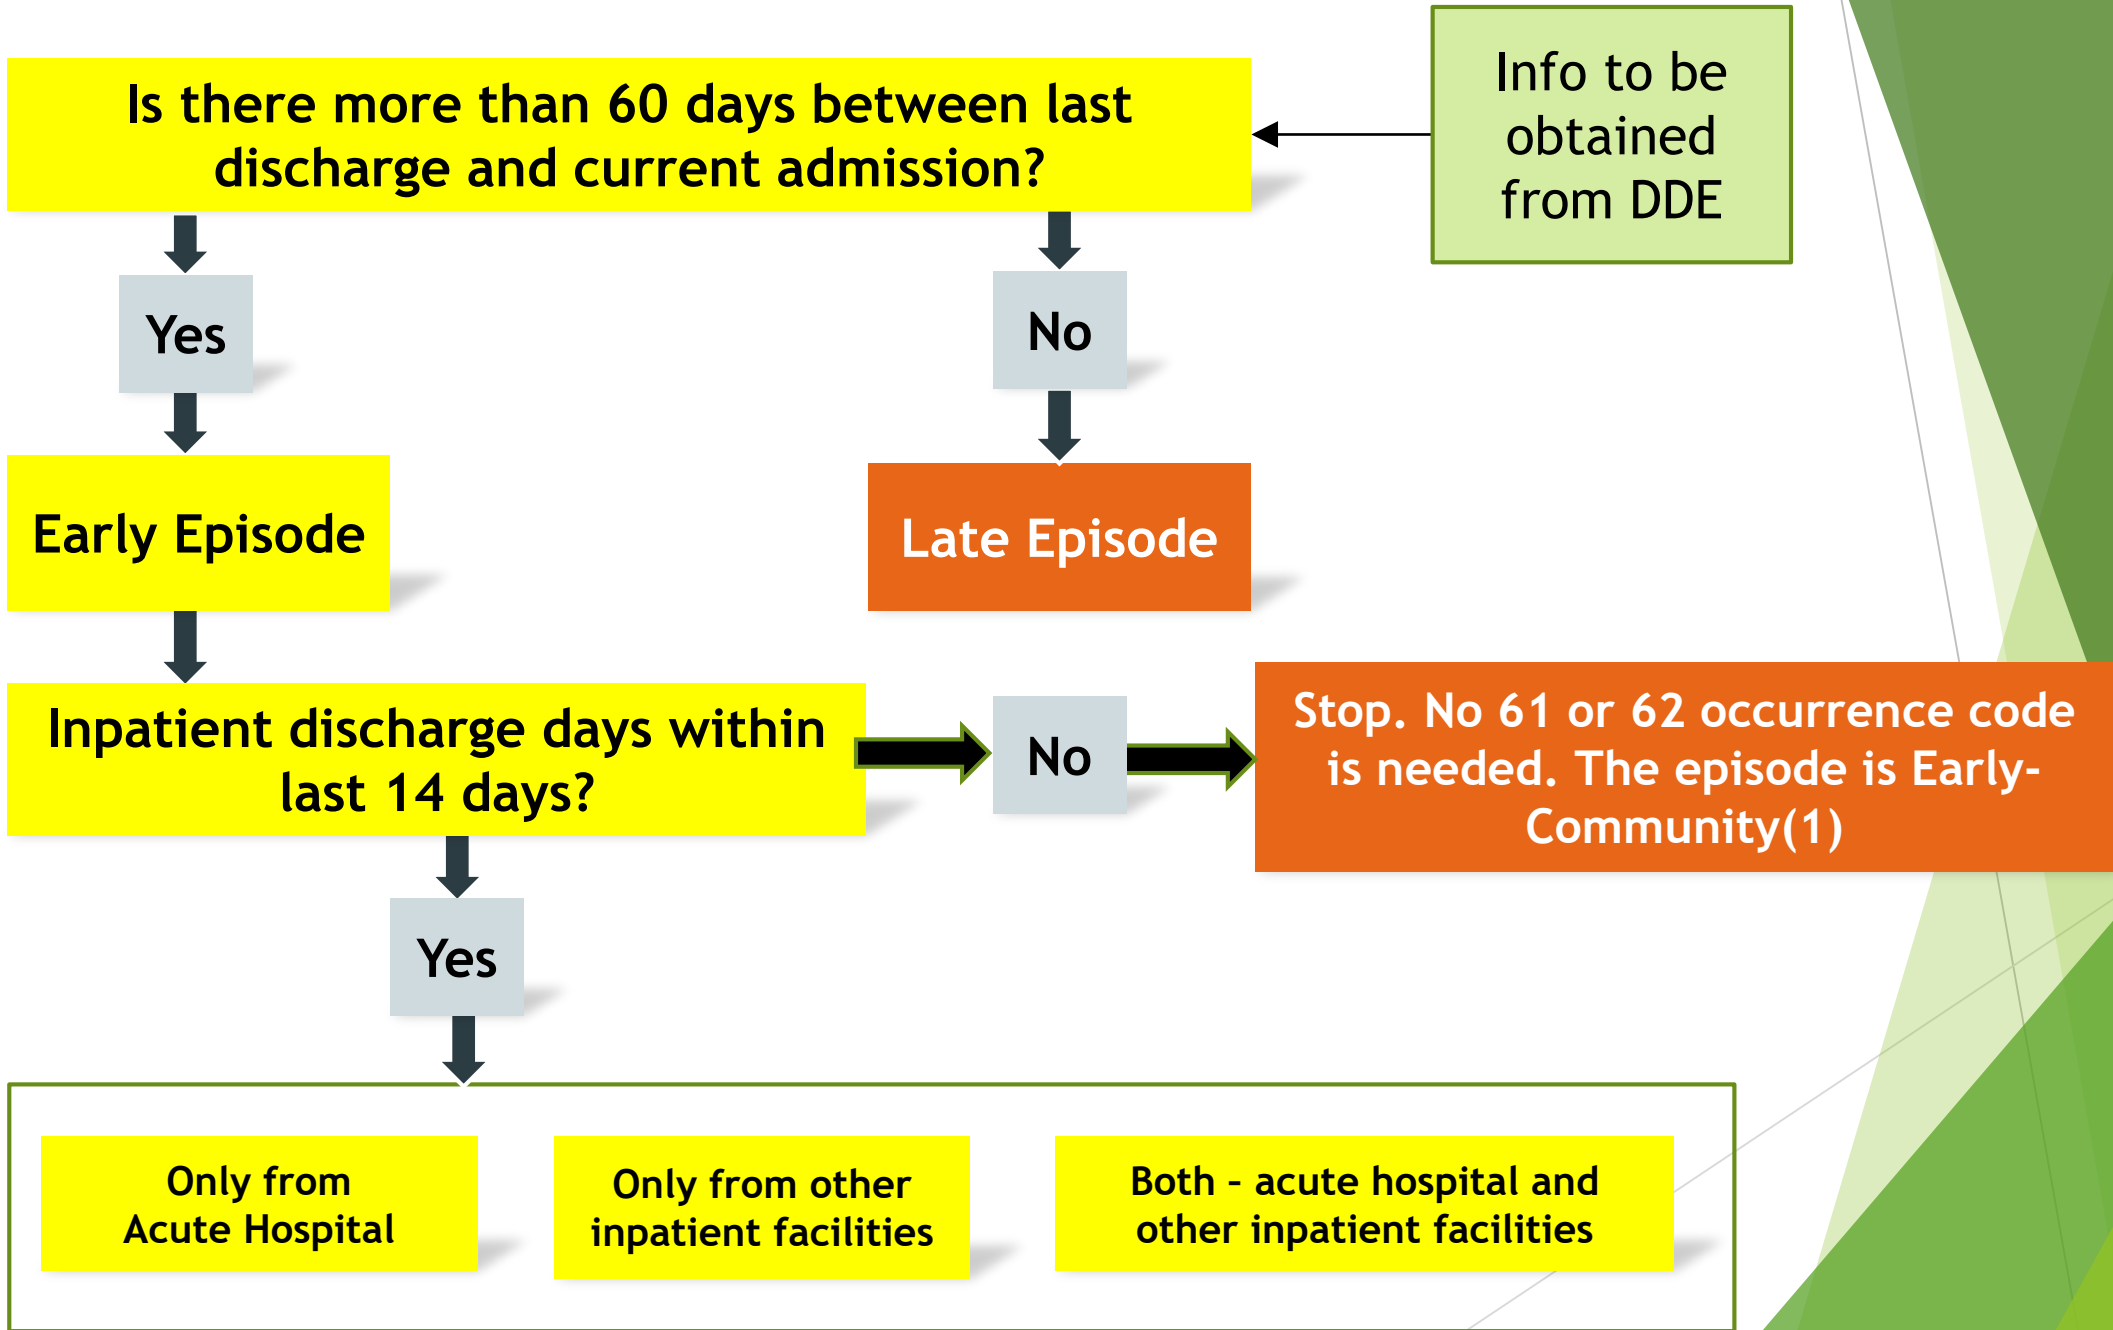 Is there more than 60 days between last
discharge and current admission?
Info to be
obtained
from DDE
Yes
No
Early Episode
Late Episode
Inpatient discharge days within
last 14 days?
No
Stop. No 61 or 62 occurrence code
is needed. The episode is Early-
Community(1)
Yes
Only from
Acute Hospital
Only from other
inpatient facilities
Both – acute hospital and
other inpatient facilities